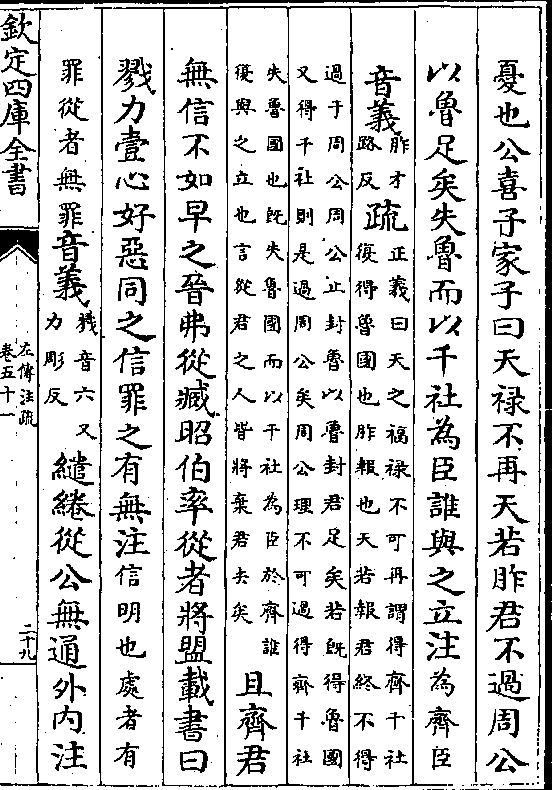 憂也公喜子家子曰天禄不再天若胙君不過周公
以魯足矣失魯而以千社為臣誰與之立注為齊臣
音義
胙才
路反
疏
正義曰天之福禄不可再謂得齊千社
復得魯國也胙報也天若報君終不得
過于周公周公止封魯以魯封君足矣若既得魯國
又得千社則是過周公矣周公理不可過得齊千社
失魯國也既失魯國而以千社為臣於齊誰
復與之立也言從君之人皆將棄君去矣
且齊君
無信不如早之晉弗從臧昭伯率從者將盟載書曰
戮力壹心好惡同之信罪之有無注信明也處者有
罪從者無罪音義
戮音六又
力彫反
繾綣從公無通外内注
欽定四庫全書
左傳注疏
卷五十一
二十九